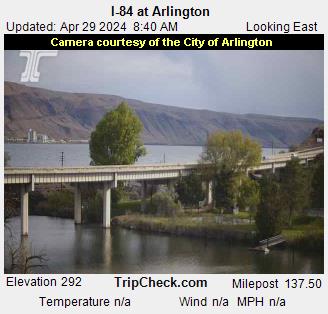 I-84 at Arlington
Updated: Apr 29 2024 8:40 AM Looking East
Camera courtesy of the City of Arlington
Elevation 292 TripCheck.com Milepost 137.50
Temperature n/a Wind n/a MPH n/a